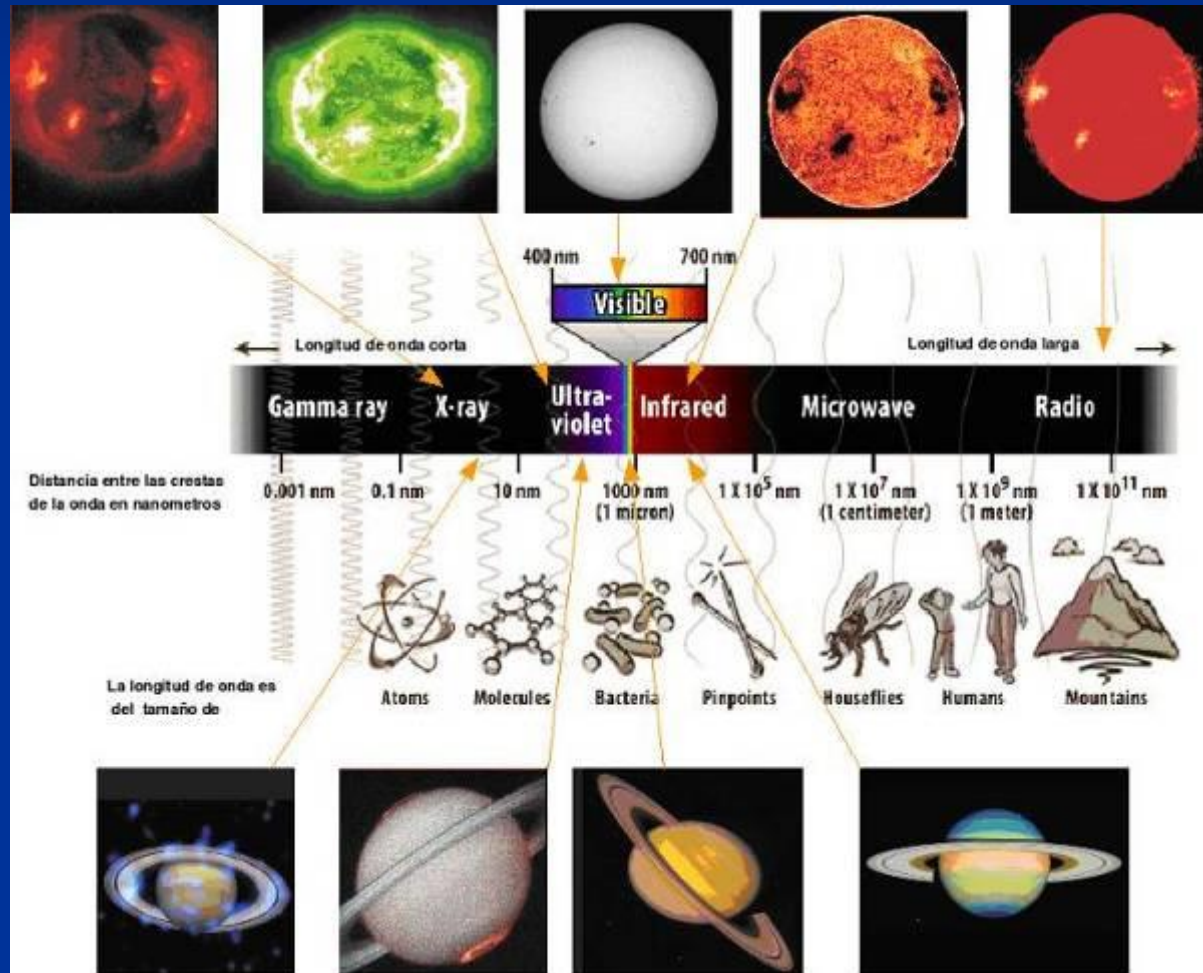 400 nm
700 nm
Visible
Longitud de onda corta
Longitud de onda larga
Gamma ray
X-ray
Ultra-
violet
Infrared
Microwave
Radio
Distancia entre las crestas
de la onda en nanometros
0.001 nm
0.1 nm
10 nm
1000 nm
(1 micron)
1 X 10⁵ nm
1 X 10⁷ nm
(1 centimeter)
1 X 10⁹ nm
(1 meter)
1 X 10¹¹ nm
La longitud de onda es
del tamaño de
Atoms
Molecules
Bacteria
Pinpoints
Houseflies
Humans
Mountains